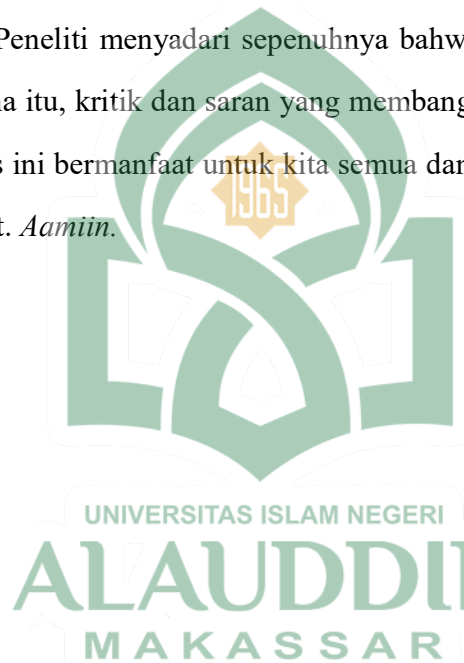 Peneliti menyadari sepenuhnya bahw
a itu, kritik dan saran yang membang
s ini bermanfaat untuk kita semua dan
t. Aamiin.
1965
UNIVERSITAS ISLAM NEGERI
ALAUDDI
MAKASSAR